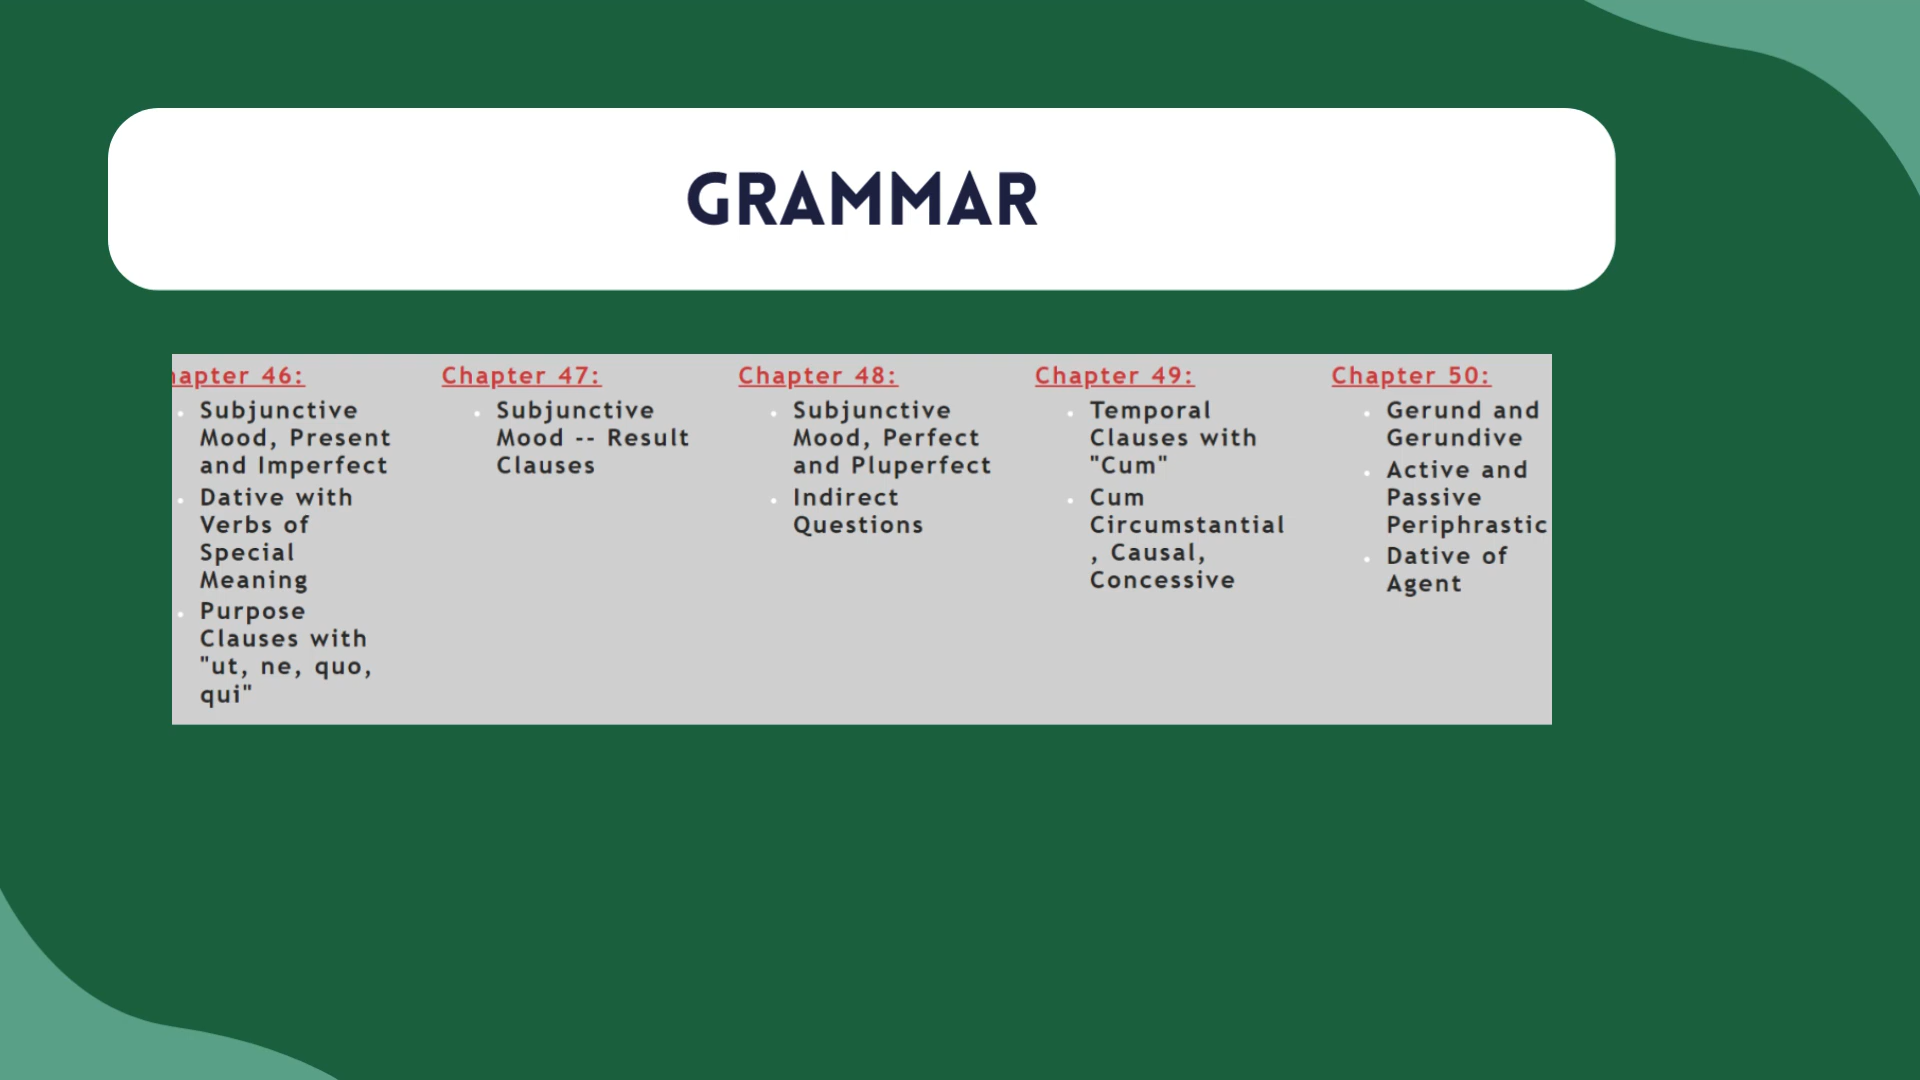 GRAMMAR
hapter 46:
Subjunctive
Mood, Present
and Imperfect
Dative with
Verbs of
Special
Meaning
Purpose
Clauses with
"ut, ne, quo,
qui"
Chapter 47:
Subjunctive
Mood -- Result
Clauses
Chapter 48:
Subjunctive
Mood, Perfect
and Pluperfect
Indirect
Questions
Chapter 49:
Temporal
Clauses with
"Cum"
Cum
Circumstantial
, Causal,
Concessive
Chapter 50:
Gerund and
Gerundive
Active and
Passive
Periphrastic
Dative of
Agent